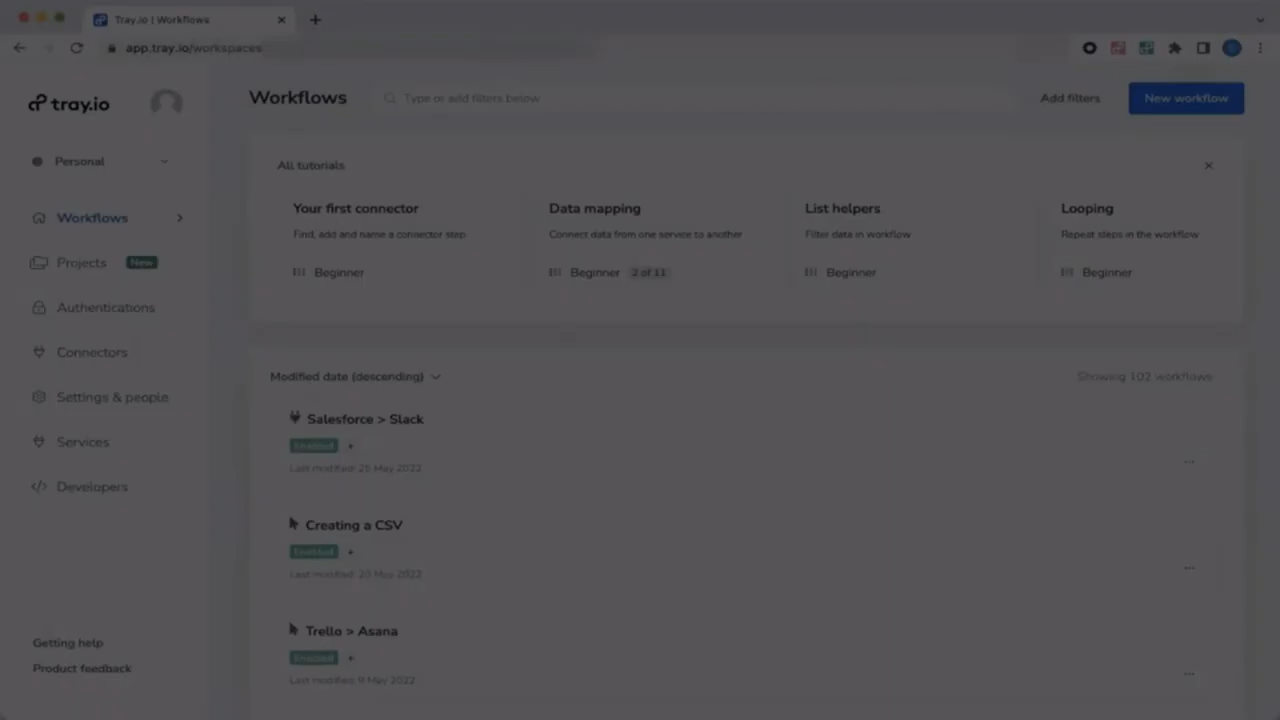 Tray.io | Workflows
app.tray.io/workspaces
tray.io
Workflows
Type or add filters below
Add filters
New workflow
Personal
All tutorials
Workflows
Your first connector
Data mapping
List helpers
Looping
Find, add and name a connector step
Connect data from one service to another
Filter data in workflow
Repeat steps in the workflow
Projects New
Beginner
Beginner 2 of 11
Beginner
Beginner
Authentications
Connectors
Modified date (descending)
Showing 102 workflows
Settings & people
Salesforce > Slack
Enabled
Services
Last modified: 25 May 2022
Developers
Creating a CSV
Enabled
Last modified: 20 May 2022
Trello > Asana
Getting help
Enabled
Product feedback
Last modified: 9 May 2022